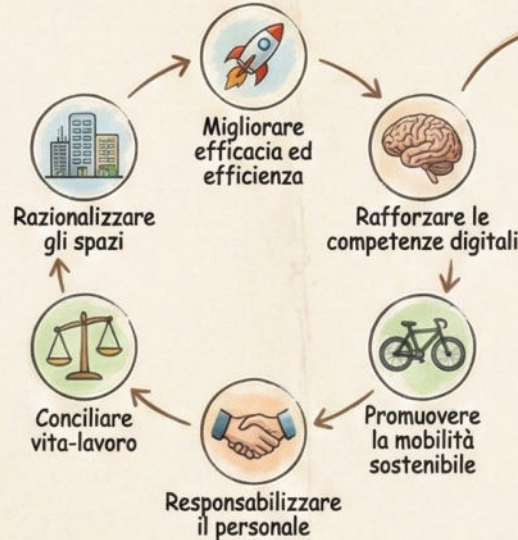 Migliorare
efficacia ed
efficienza
Rafforzare le
competenze digitali
Promuovere
la mobilità
sostenibile
Responsabilizzare
il personale
Conciliare
vita-lavoro
Razionalizzare
gli spazi